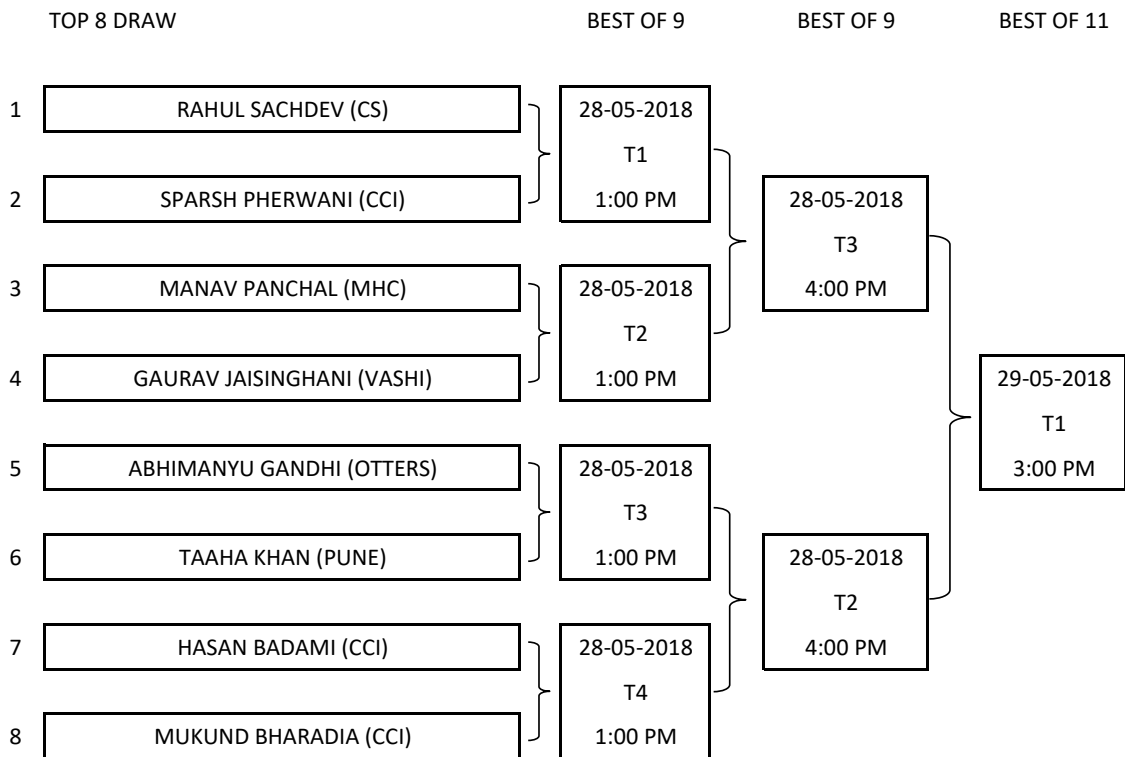 TOP 8 DRAW BEST OF 9 BEST OF 9 BEST OF 11
1 RAHUL SACHDEV (CS) 28-05-2018
T1
2 SPARSH PHERWANI (CCI) 1:00 PM 28-05-2018
T3
3 MANAV PANCHAL (MHC) 28-05-2018 4:00 PM
T2
4 GAURAV JAISINGHANI (VASHI) 1:00 PM 29-05-2018
T1
5 ABHIMANYU GANDHI (OTTERS) 28-05-2018 3:00 PM
T3
6 TAAHA KHAN (PUNE) 1:00 PM 28-05-2018
T2
7 HASAN BADAMI (CCI) 28-05-2018 4:00 PM
T4
8 MUKUND BHARADIA (CCI) 1:00 PM